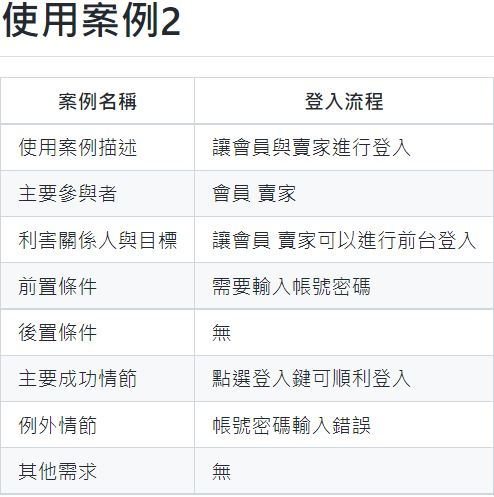 使用案例2
案例名稱 登入流程
使用案例描述 讓會員與賣家進行登入
主要參與者 會員 賣家
利害關係人與目標 讓會員 賣家可以進行前台登入
前置條件 需要輸入帳號密碼
後置條件 無
主要成功情節 點選登入鍵可順利登入
例外情節 帳號密碼輸入錯誤
其他需求 無